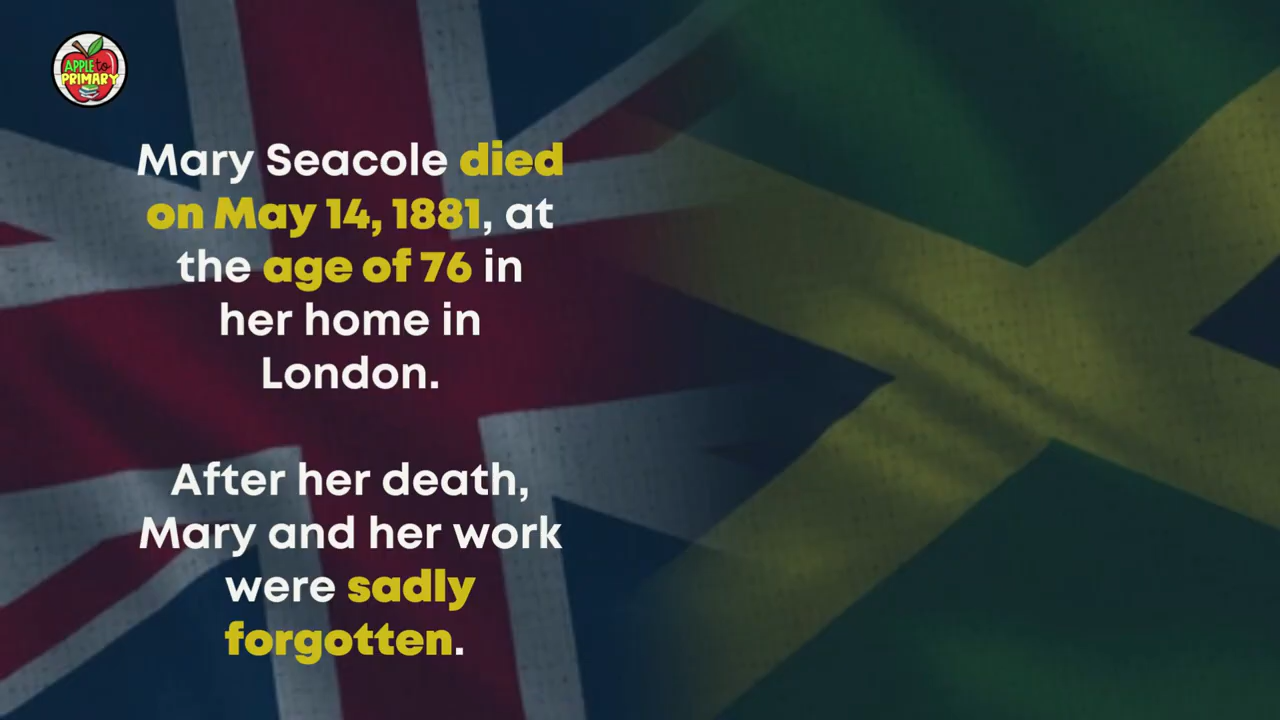 APPLE to
PRIMARY
Mary Seacole died
on May 14, 1881, at
the age of 76 in
her home in
London.
After her death,
Mary and her work
were sadly
forgotten.